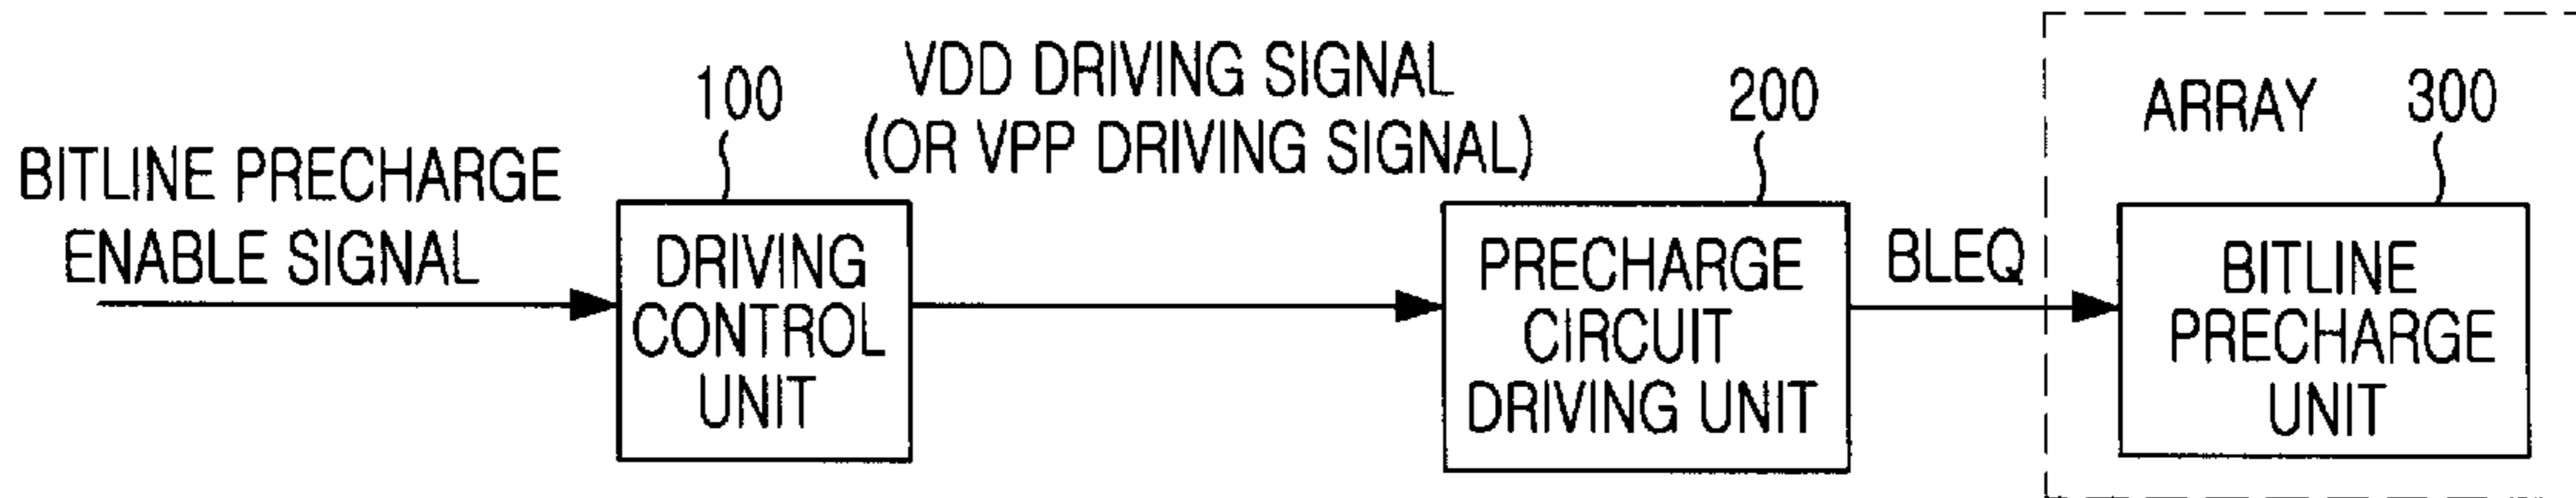 BITLINE PRECHARGE
ENABLE SIGNAL
100
DRIVING
CONTROL
UNIT
VDD DRIVING SIGNAL
(OR VPP DRIVING SIGNAL)
200
PRECHARGE
CIRCUIT
DRIVING UNIT
BLEQ
ARRAY
300
BITLINE
PRECHARGE
UNIT